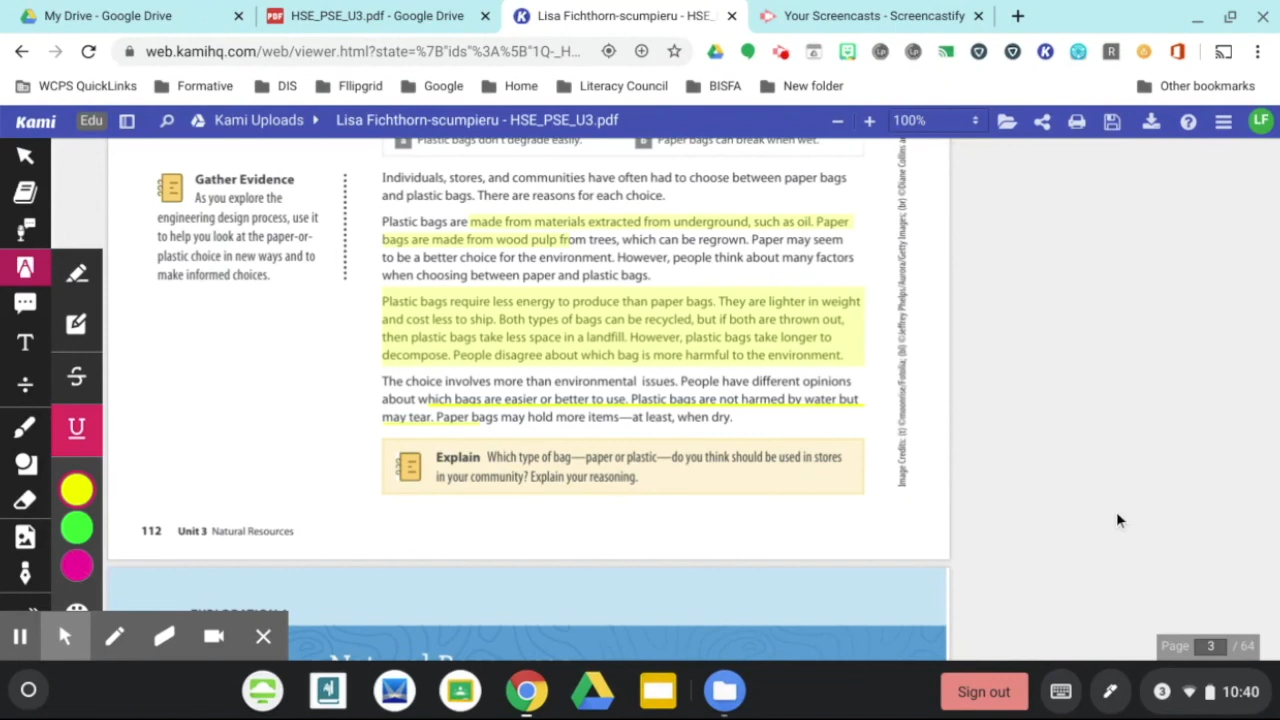 My Drive - Google Drive
HSE_PSE_U3.pdf - Google Drive
Lisa Fichthorn-scumpieru - HSE_
Your Screencasts - Screencastify
web.kamihq.com/web/viewer.html?state=%7B"ids"%3A%5B"1Q-_H...
WCPS QuickLinks
Formative
DIS
Fllipgrid
Google
Home
Literacy Council
BISFA
New folder
Other bookmarks
Kami
Edu
Kami Uploads
Lisa Fichthorn-scumpieru - HSE_PSE_U3.pdf
100%
LF
a Plastic bags don't degrade easily.
b Paper bags can break when wet.
Gather Evidence
As you explore the
engineering design process, use it
to help you look at the paper-or-
plastic choice in new ways and to
make informed choices.
Individuals, stores, and communities have often had to choose between paper bags
and plastic bags. There are reasons for each choice.
Plastic bags are made from materials extracted from underground, such as oil. Paper
bags are made from wood pulp from trees, which can be regrown. Paper may seem
to be a better choice for the environment. However, people think about many factors
when choosing between paper and plastic bags.
Plastic bags require less energy to produce than paper bags. They are lighter in weight
and cost less to ship. Both types of bags can be recycled, but if both are thrown out,
then plastic bags take less space in a landfill. However, plastic bags take longer to
decompose. People disagree about which bag is more harmful to the environment.
The choice involves more than environmental issues. People have different opinions
about which bags are easier or better to use. Plastic bags are not harmed by water but
may tear. Paper bags may hold more items—at least, when dry.
Explain Which type of bag—paper or plastic—do you think should be used in stores
in your community? Explain your reasoning.
112 Unit 3 Natural Resources
Page 3 / 64
Sign out
3
10:40